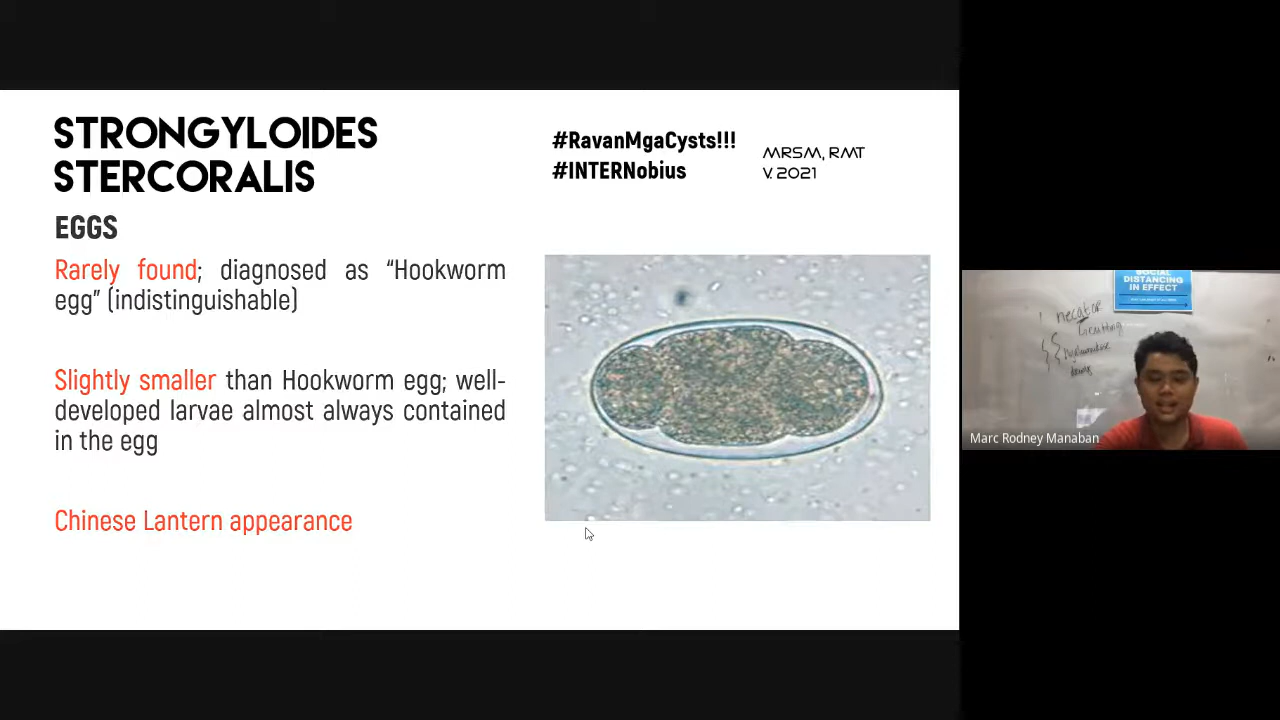 STRONGYLOIDES
STERCORALIS
#RavanMgaCysts!!!
#INTERNobius
MRSM, RMT
V. 2021
EGGS
Rarely found; diagnosed as “Hookworm
egg” (indistinguishable)
Slightly smaller than Hookworm egg; well-
developed larvae almost always contained
in the egg
Chinese Lantern appearance
SOCIAL
DISTANCING
IN EFFECT
necator
Marc Rodney Manaban